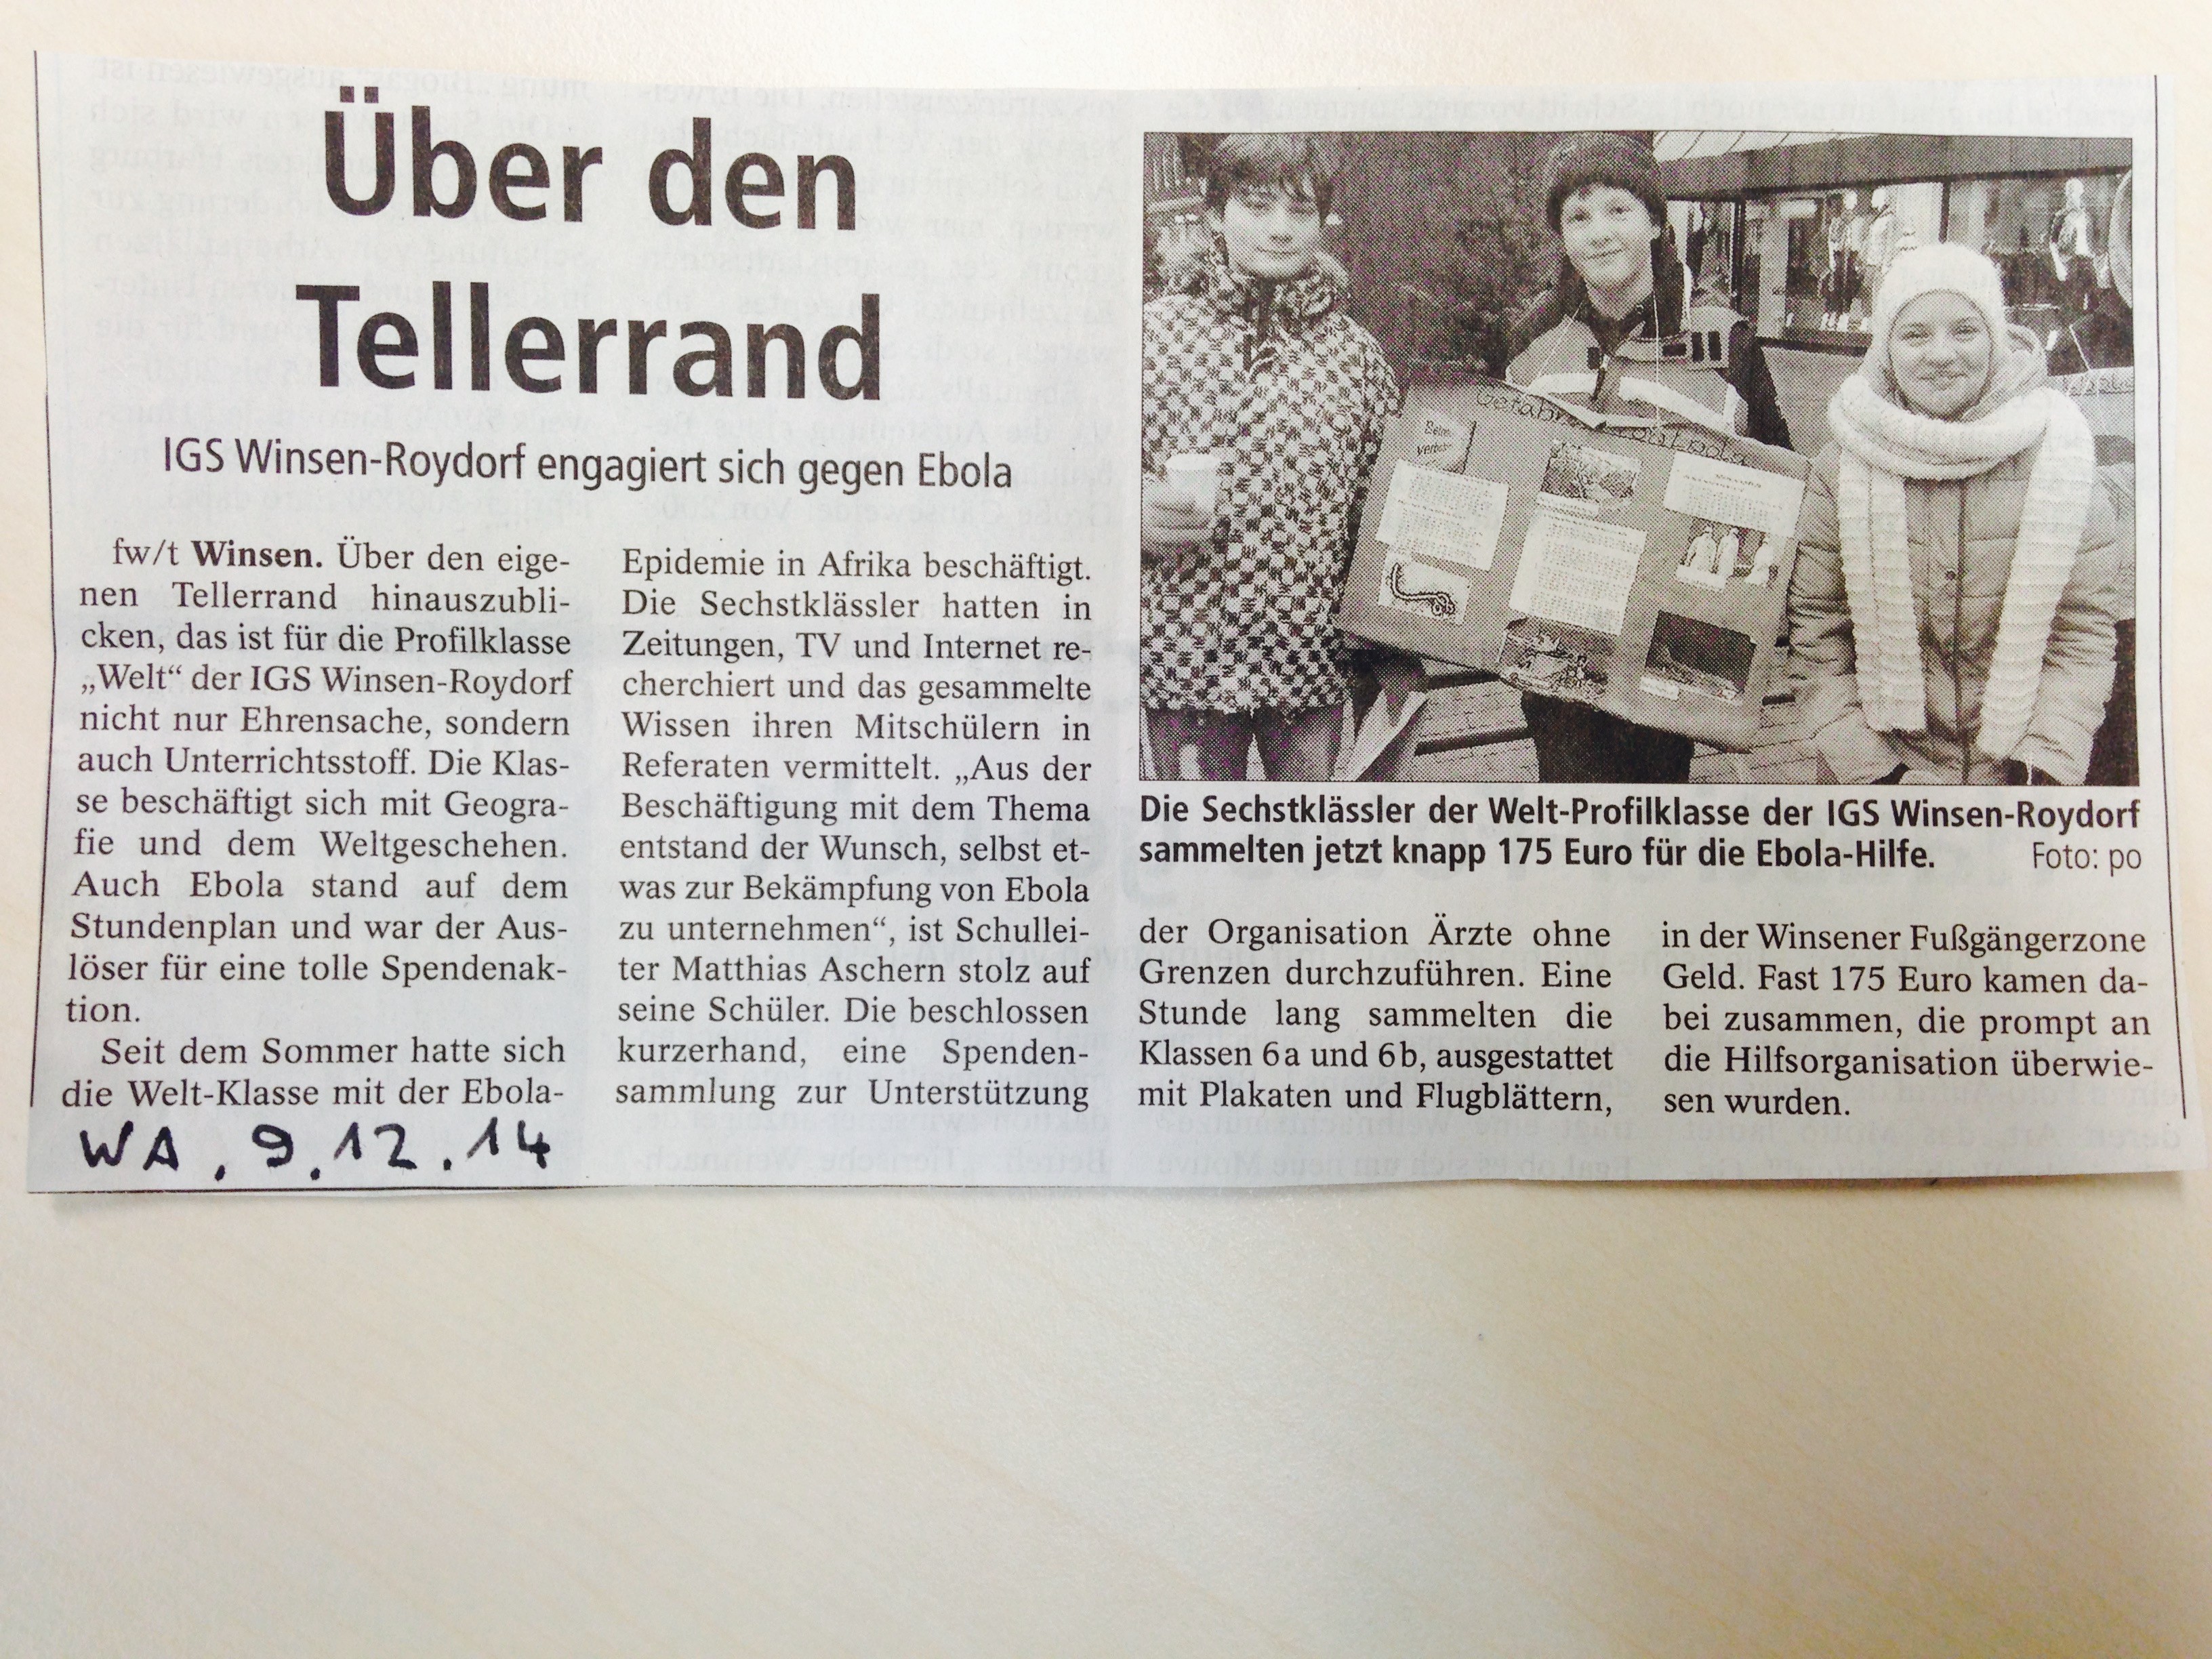 Über den
Tellerrand
IGS Winsen-Roydorf engagiert sich gegen Ebola
fw/t Winsen. Über den eige-
nen Tellerrand hinauszubli-
cken, das ist für die Profilklasse
„Welt“ der IGS Winsen-Roydorf
nicht nur Ehrensache, sondern
auch Unterrichtsstoff. Die Klas-
se beschäftigt sich mit Geogra-
fie und dem Weltgeschehen.
Auch Ebola stand auf dem
Stundenplan und war der Aus-
löser für eine tolle Spendenak-
tion.
Seit dem Sommer hatte sich
die Welt-Klasse mit der Ebola-
Epidemie in Afrika beschäftigt.
Die Sechstklässler hatten in
Zeitungen, TV und Internet re-
cherchiert und das gesammelte
Wissen ihren Mitschülern in
Referaten vermittelt. „Aus der
Beschäftigung mit dem Thema
entstand der Wunsch, selbst et-
was zur Bekämpfung von Ebola
zu unternehmen“, ist Schullei-
ter Matthias Aschern stolz auf
seine Schüler. Die beschlossen
kurzerhand, eine Spenden-
sammlung zur Unterstützung
Die Sechstklässler der Welt-Profilklasse der IGS Winsen-Roydorf
sammelten jetzt knapp 175 Euro für die Ebola-Hilfe. Foto: po
der Organisation Ärzte ohne
Grenzen durchzuführen. Eine
Stunde lang sammelten die
Klassen 6a und 6b, ausgestattet
mit Plakaten und Flugblättern,
in der Winsener Fußgängerzone
Geld. Fast 175 Euro kamen da-
bei zusammen, die prompt an
die Hilfsorganisation überwie-
sen wurden.
WA. 9.12.14